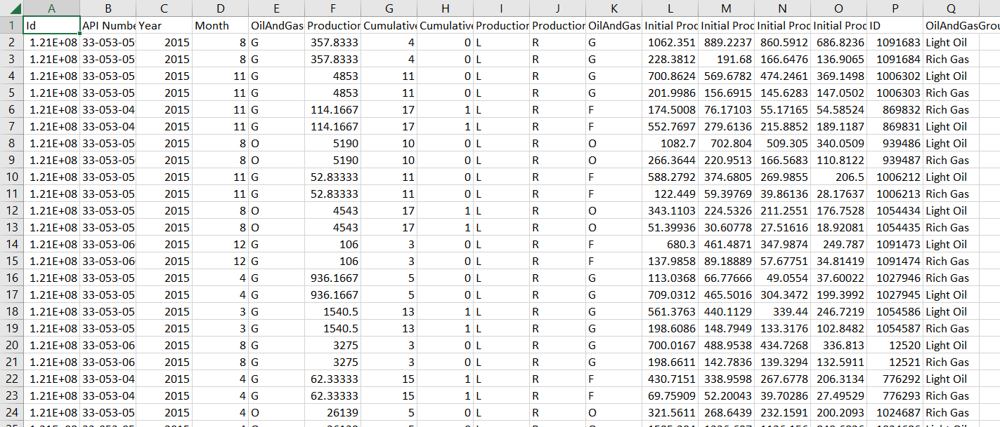 A B C D E F G H I J K L M N O P Q
1 Id API Numbe Year Month OilAndGas Production Cumulative Cumulative Production Production OilAndGas Initial Prod Initial Prod Initial Prod Initial Prod ID OilAndGasGrou
2 1.21E+08 33-053-05 2015 8 G 357.8333 4 0 L R G 1062.351 889.2237 860.5912 686.8236 1091683 Light Oil
3 1.21E+08 33-053-05 2015 8 G 357.8333 4 0 L R G 228.3812 191.68 166.6476 136.9065 1091684 Rich Gas
4 1.21E+08 33-053-05 2015 11 G 4853 11 0 L R G 700.8624 569.6782 474.2461 369.1498 1006302 Light Oil
5 1.21E+08 33-053-05 2015 11 G 4853 11 0 L R G 201.9986 156.6915 145.6283 147.0502 1006303 Rich Gas
6 1.21E+08 33-053-04 2015 11 G 114.1667 17 1 L R F 174.5008 76.17103 55.17165 54.58524 869832 Rich Gas
7 1.21E+08 33-053-04 2015 11 G 114.1667 17 1 L R F 552.7697 279.6136 215.8852 189.1187 869831 Light Oil
8 1.21E+08 33-053-05 2015 8 O 5190 10 0 L R O 1082.7 702.804 509.305 340.0509 939486 Light Oil
9 1.21E+08 33-053-05 2015 8 O 5190 10 0 L R O 266.3644 220.9513 166.5683 110.8122 939487 Rich Gas
10 1.21E+08 33-053-05 2015 11 G 52.83333 11 0 L R F 588.2792 374.6805 269.9855 206.5 1006212 Light Oil
11 1.21E+08 33-053-05 2015 11 G 52.83333 11 0 L R F 122.449 59.39769 39.86136 28.17637 1006213 Rich Gas
12 1.21E+08 33-053-05 2015 8 O 4543 17 1 L R O 343.1103 224.5326 211.2551 176.7528 1054434 Light Oil
13 1.21E+08 33-053-05 2015 8 O 4543 17 1 L R O 51.39936 30.60778 27.51616 18.92081 1054435 Rich Gas
14 1.21E+08 33-053-06 2015 12 G 106 3 0 L R F 680.3 461.4871 347.9874 249.787 1091473 Light Oil
15 1.21E+08 33-053-06 2015 12 G 106 3 0 L R F 137.9858 89.18889 57.67751 34.81419 1091474 Rich Gas
16 1.21E+08 33-053-05 2015 4 G 936.1667 5 0 L R G 113.0368 66.77666 49.0554 37.60022 1027946 Rich Gas
17 1.21E+08 33-053-05 2015 4 G 936.1667 5 0 L R G 709.0312 465.5016 304.3472 199.3992 1027945 Light Oil
18 1.21E+08 33-053-05 2015 3 G 1540.5 13 1 L R G 561.3763 440.1129 339.44 246.7219 1054586 Light Oil
19 1.21E+08 33-053-05 2015 3 G 1540.5 13 1 L R G 198.6086 148.7949 133.3176 102.8482 1054587 Rich Gas
20 1.21E+08 33-053-06 2015 8 G 3275 3 0 L R G 700.0167 488.9538 434.7268 336.813 12520 Light Oil
21 1.21E+08 33-053-06 2015 8 G 3275 3 0 L R G 198.6611 142.7836 139.3294 132.5911 12521 Rich Gas
22 1.21E+08 33-053-04 2015 4 G 62.33333 15 1 L R F 430.7151 338.9598 267.6778 206.3134 776292 Light Oil
23 1.21E+08 33-053-04 2015 4 G 62.33333 15 1 L R F 69.75909 52.20043 39.70286 27.49529 776293 Rich Gas
24 1.21E+08 33-053-05 2015 4 O 26139 5 0 L R O 321.5611 268.6439 232.1591 200.2093 1024687 Rich Gas